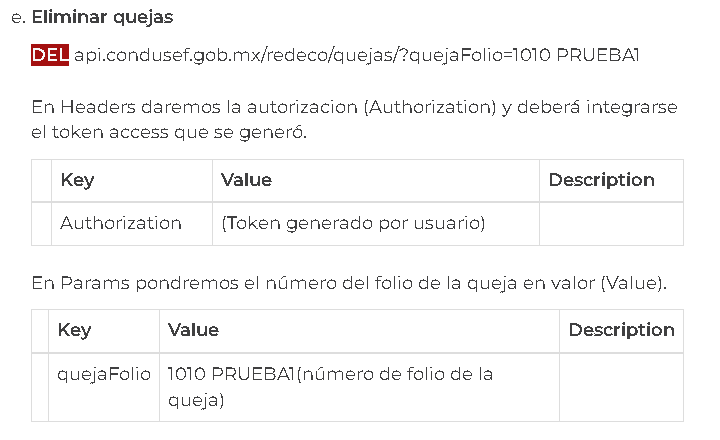 e. Eliminar quejas
DEL api.condusef.gob.mx/redeco/quejas/?quejaFolio=1010 PRUEBA1
En Headers daremos la autorizacion (Authorization) y deberá integrarse
el token access que se generó.
Key Value Description
Authorization (Token generado por usuario)
En Params pondremos el número del folio de la queja en valor (Value).
Key Value Description
quejaFolio 1010 PRUEBA1(número de folio de la
queja)